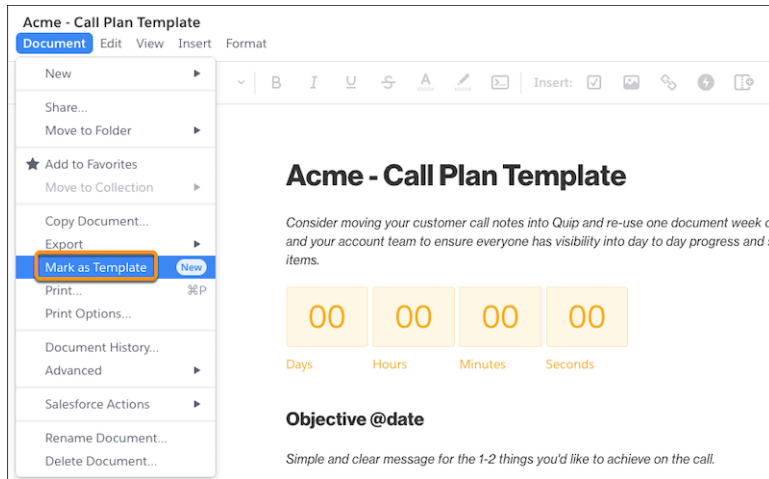 Acme - Call Plan Template
Document Edit View Insert Format
New
Share...
Move to Folder
Add to Favorites
Move to Collection
Copy Document...
Export
Mark as Template New
Print... ⌘P
Print Options...
Document History...
Advanced
Salesforce Actions
Rename Document...
Delete Document...
B I U S A Insert:
Acme - Call Plan Template
Consider moving your customer call notes into Quip and re-use one document week
and your account team to ensure everyone has visibility into day to day progress and
items.
00 00 00 00
Days Hours Minutes Seconds
Objective @date
Simple and clear message for the 1-2 things you'd like to achieve on the call.